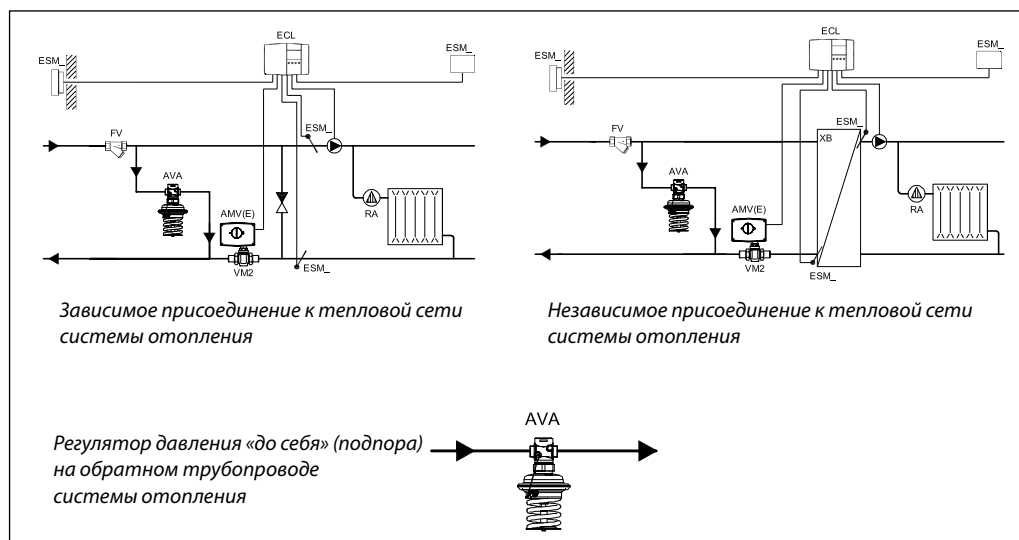 ECL
ESM_
ESM_
ESM_
FV
AVA
AMV(E)
RA
VM2
ESM_
Зависимое присоединение к тепловой сети
системы отопления
ECL
ESM_
ESM_
ESM_
FV
XB
AVA
AMV(E)
RA
VM2
ESM_
Независимое присоединение к тепловой сети
системы отопления
AVA
Регулятор давления «до себя» (подпора)
на обратном трубопроводе
системы отопления